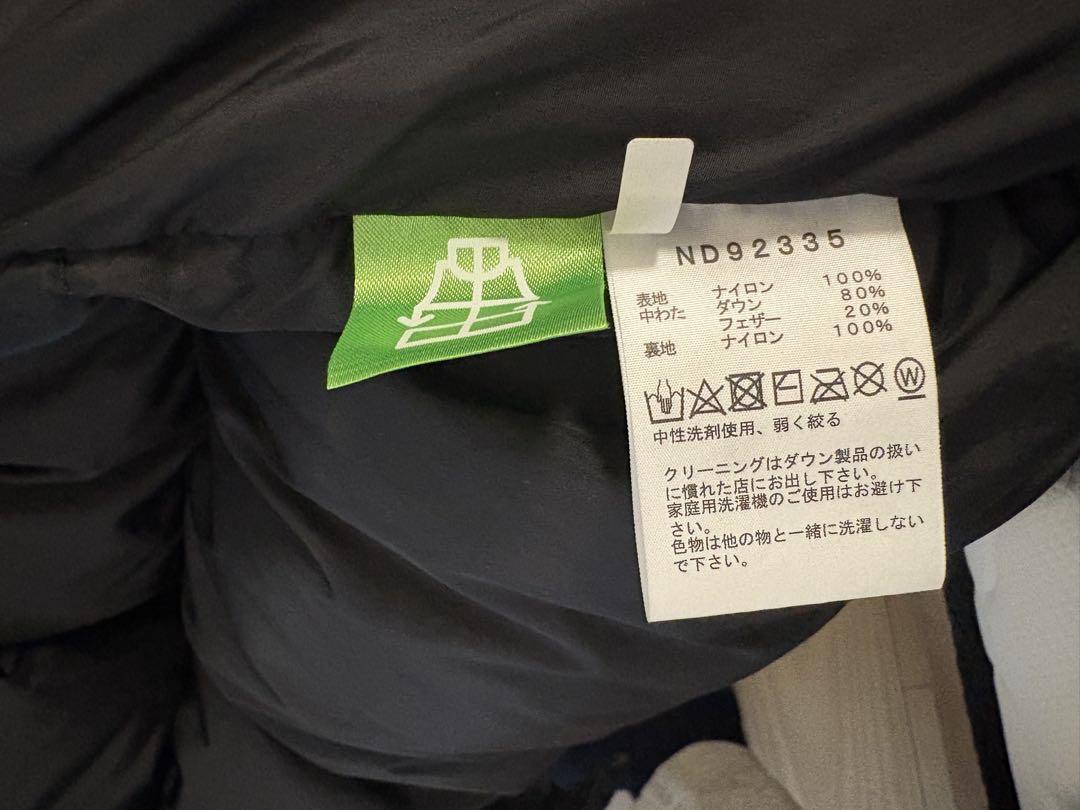 ND92335
表地 ナイロン 100%
中わた ダウン 80%
フェザー 20%
裏地 ナイロン 100%
W
中性洗剤使用、弱く絞る
クリーニングはダウン製品の扱い
に慣れた店にお出し下さい。
家庭用洗濯機のご使用はお避け下
さい。
色物は他の物と一緒に洗濯しない
で下さい。